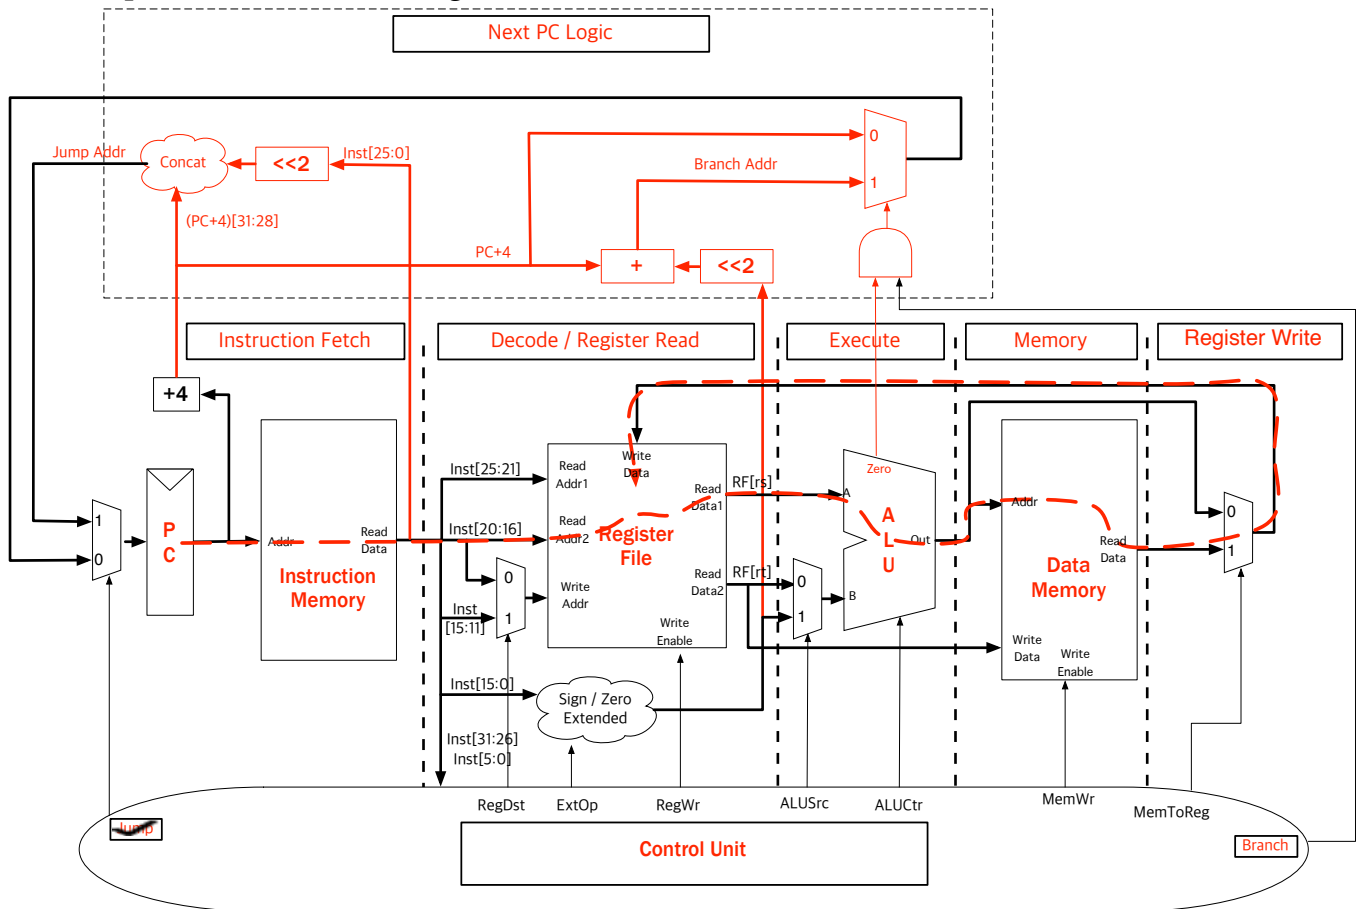 Next PC Logic
0
Jump Addr
Concat
<<2
Inst[25:0]
Branch Addr
1
(PC+4)[31:28]
PC+4
+
<<2
Instruction Fetch
Decode / Register Read
Execute
Memory
Register Write
+4
Write
Data
Inst[25:21]
Read
Addr1
Read
Data1
RF[rs]
Zero
A
Addr
0
1
P
C
Addr
Read
Data
Inst[20:16]
Read
Addr2
Register
File
A
L
U
Out
Read
Data
1
0
Instruction
Memory
0
1
Write
Addr
Read
Data2
RF[rt]
0
1
B
Data
Memory
Inst
[15:11]
Write
Enable
Write
Data
Write
Enable
Inst[15:0]
Sign / Zero
Extended
Inst[31:26]
Inst[5:0]
RegDst
ExtOp
RegWr
ALUSrc
ALUCtr
MemWr
MemToReg
Jump
Control Unit
Branch